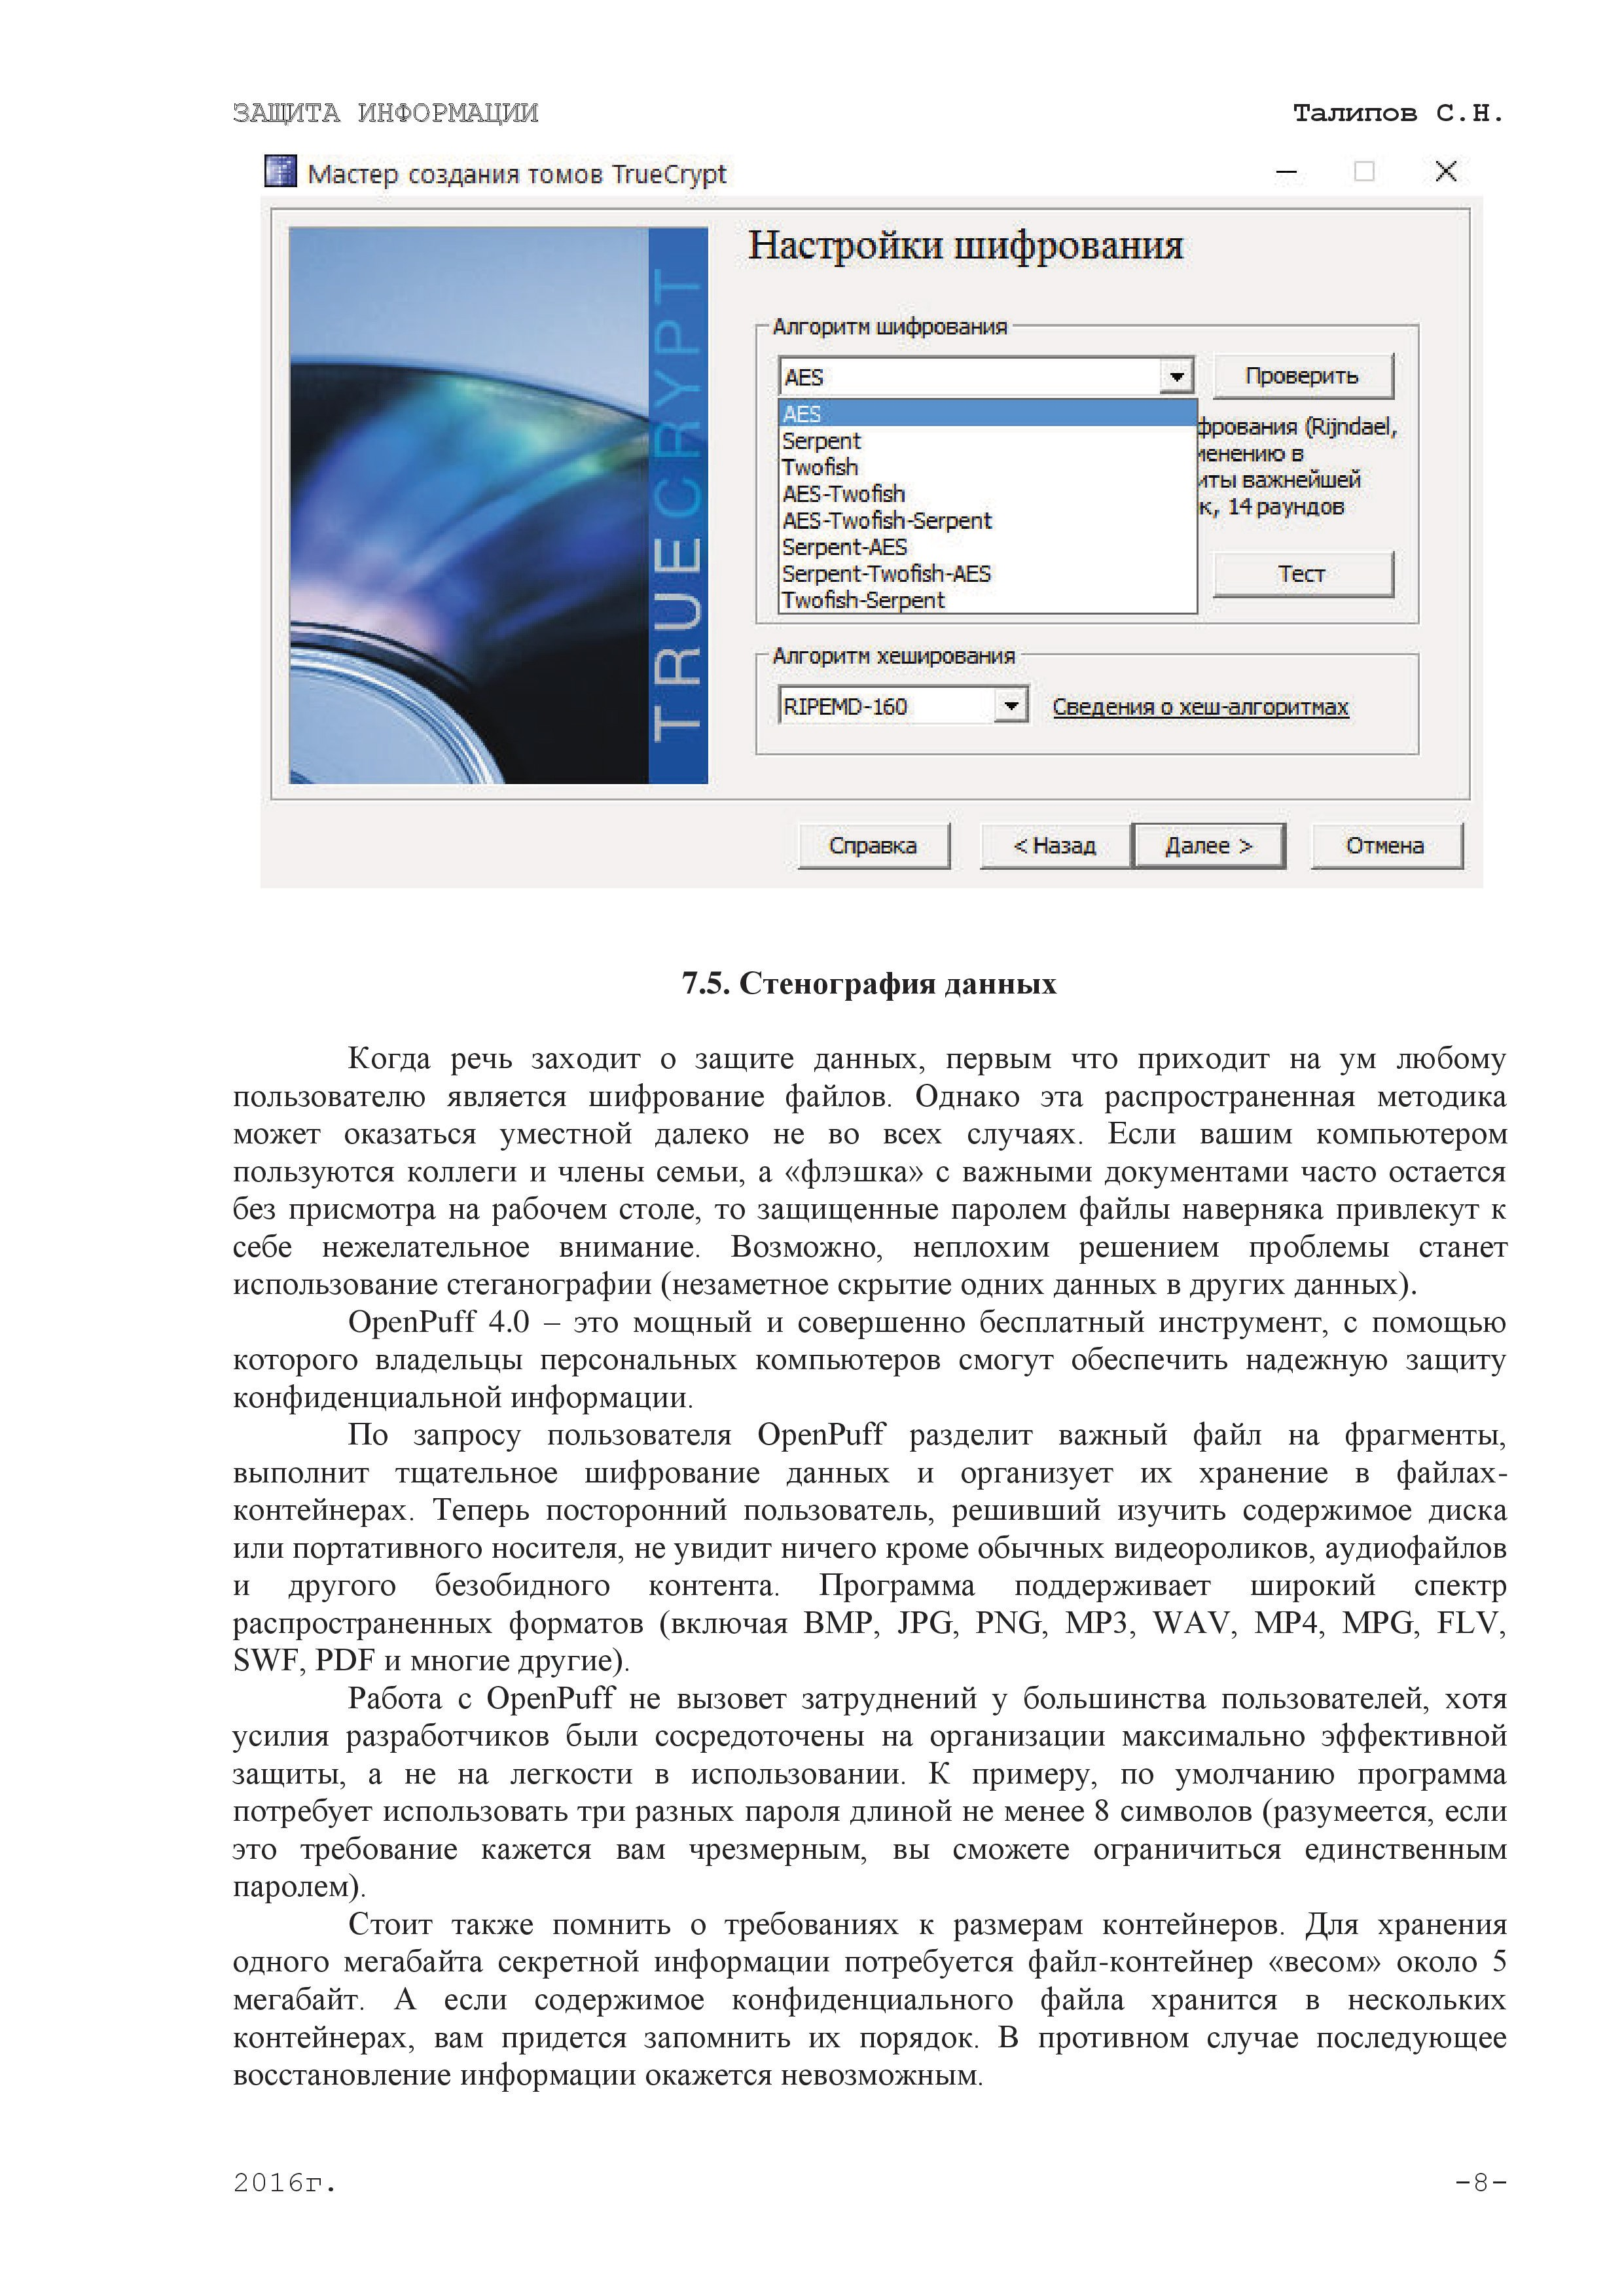 ЗАЩИТА ИНФОРМАЦИИ Талипов С.Н.
Мастер создания томов TrueCrypt
TRUECRYPT
Настройки шифрования
Алгоритм шифрования
AES
Проверить
AES
Serpent
Twofish
AES-Twofish
AES-Twofish-Serpent
Serpent-AES
Serpent-Twofish-AES
Twofish-Serpent
(Rijndael,
в
важнейшей
14 раундов
Тест
Алгоритм хеширования
RIPEMD-160
Сведения о хеш-алгоритмах
Справка
< Назад
Далее >
Отмена
7.5. Стенография данных
Когда речь заходит о защите данных, первым что приходит на ум любому
пользователю является шифрование файлов. Однако эта распространенная методика
может оказаться уместной далеко не во всех случаях. Если вашим компьютером
пользуются коллеги и члены семьи, а «флэшка» с важными документами часто остается
без присмотра на рабочем столе, то защищенные паролем файлы наверняка привлекут к
себе нежелательное внимание. Возможно, неплохим решением проблемы станет
использование стеганографии (незаметное скрытие одних данных в других данных).
OpenPuff 4.0 – это мощный и совершенно бесплатный инструмент, с помощью
которого владельцы персональных компьютеров смогут обеспечить надежную защиту
конфиденциальной информации.
По запросу пользователя OpenPuff разделит важный файл на фрагменты,
выполнит тщательное шифрование данных и организует их хранение в файлах-
контейнерах. Теперь посторонний пользователь, решивший изучить содержимое диска
или портативного носителя, не увидит ничего кроме обычных видеороликов, аудиофайлов
и другого безобидного контента. Программа поддерживает широкий спектр
распространенных форматов (включая BMP, JPG, PNG, MP3, WAV, MP4, MPG, FLV,
SWF, PDF и многие другие).
Работа с OpenPuff не вызовет затруднений у большинства пользователей, хотя
усилия разработчиков были сосредоточены на организации максимально эффективной
защиты, а не на легкости в использовании. К примеру, по умолчанию программа
потребует использовать три разных пароля длиной не менее 8 символов (разумеется, если
это требование кажется вам чрезмерным, вы сможете ограничиться единственным
паролем).
Стоит также помнить о требованиях к размерам контейнеров. Для хранения
одного мегабайта секретной информации потребуется файл-контейнер «весом» около 5
мегабайт. А если содержимое конфиденциального файла хранится в нескольких
контейнерах, вам придется запомнить их порядок. В противном случае последующее
восстановление информации окажется невозможным.
2016г. -8-